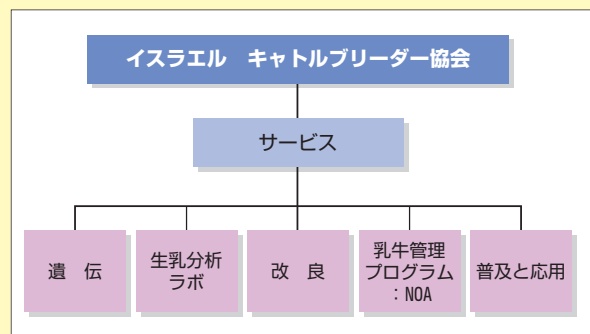 イスラエル　キャトルブリーダー協会
サービス
遺　伝
生乳分析
ラボ
改　良
乳牛管理
プログラム
：NOA
普及と応用